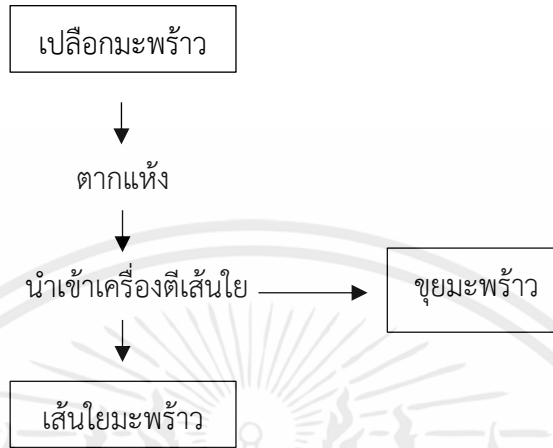 เปลือกมะพร้าว
ตากแห้ง
นำเข้าเครื่องตีเส้นใย
ขุยมะพร้าว
เส้นใยมะพร้าว